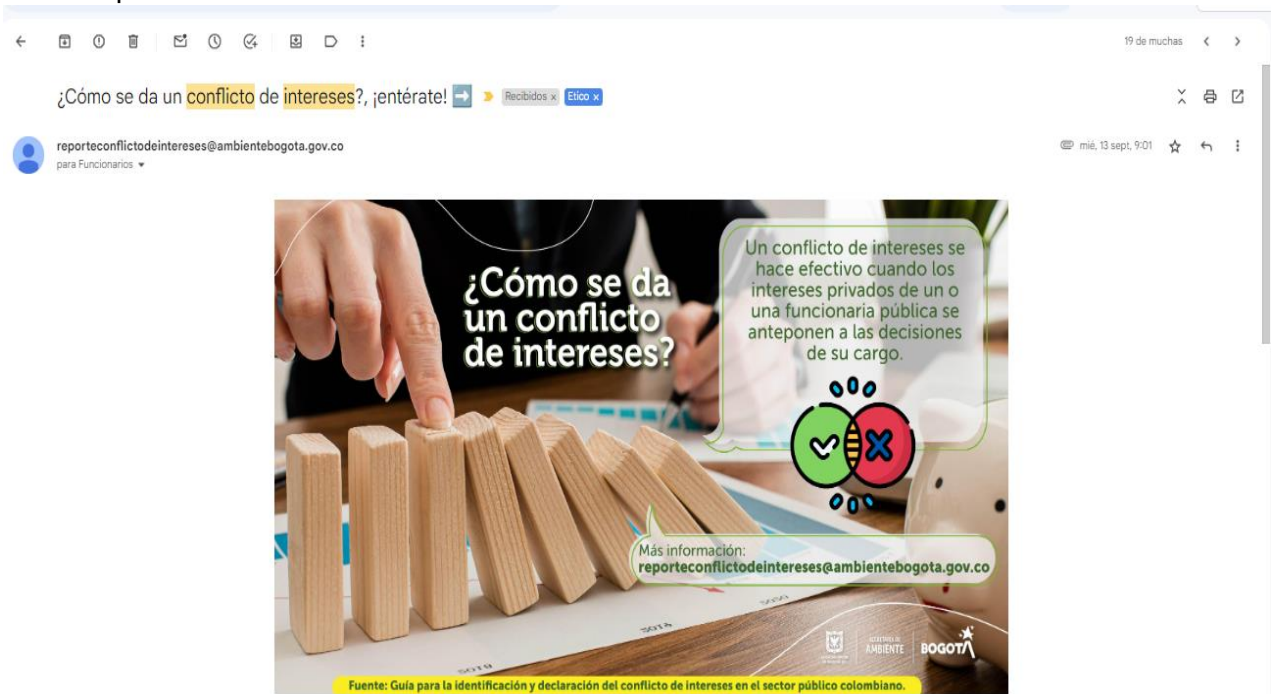 19 de muchas
¿Cómo se da un conflicto de intereses?, ¡entérate! ➡️
Recibidos x
Etico x
reporteconflictodeintereses@ambientebogota.gov.co
mié, 13 sept, 9:01
para Funcionarios
¿Cómo se da
un conflicto
de intereses?
Un conflicto de intereses se
hace efectivo cuando los
intereses privados de un o
una funcionaria pública se
anteponen a las decisiones
de su cargo.
Más información:
reporteconflictodeintereses@ambientebogota.gov.co
SECRETARÍA DE
AMBIENTE
BOGOTÁ
Fuente: Guía para la identificación y declaración del conflicto de intereses en el sector público colombiano.